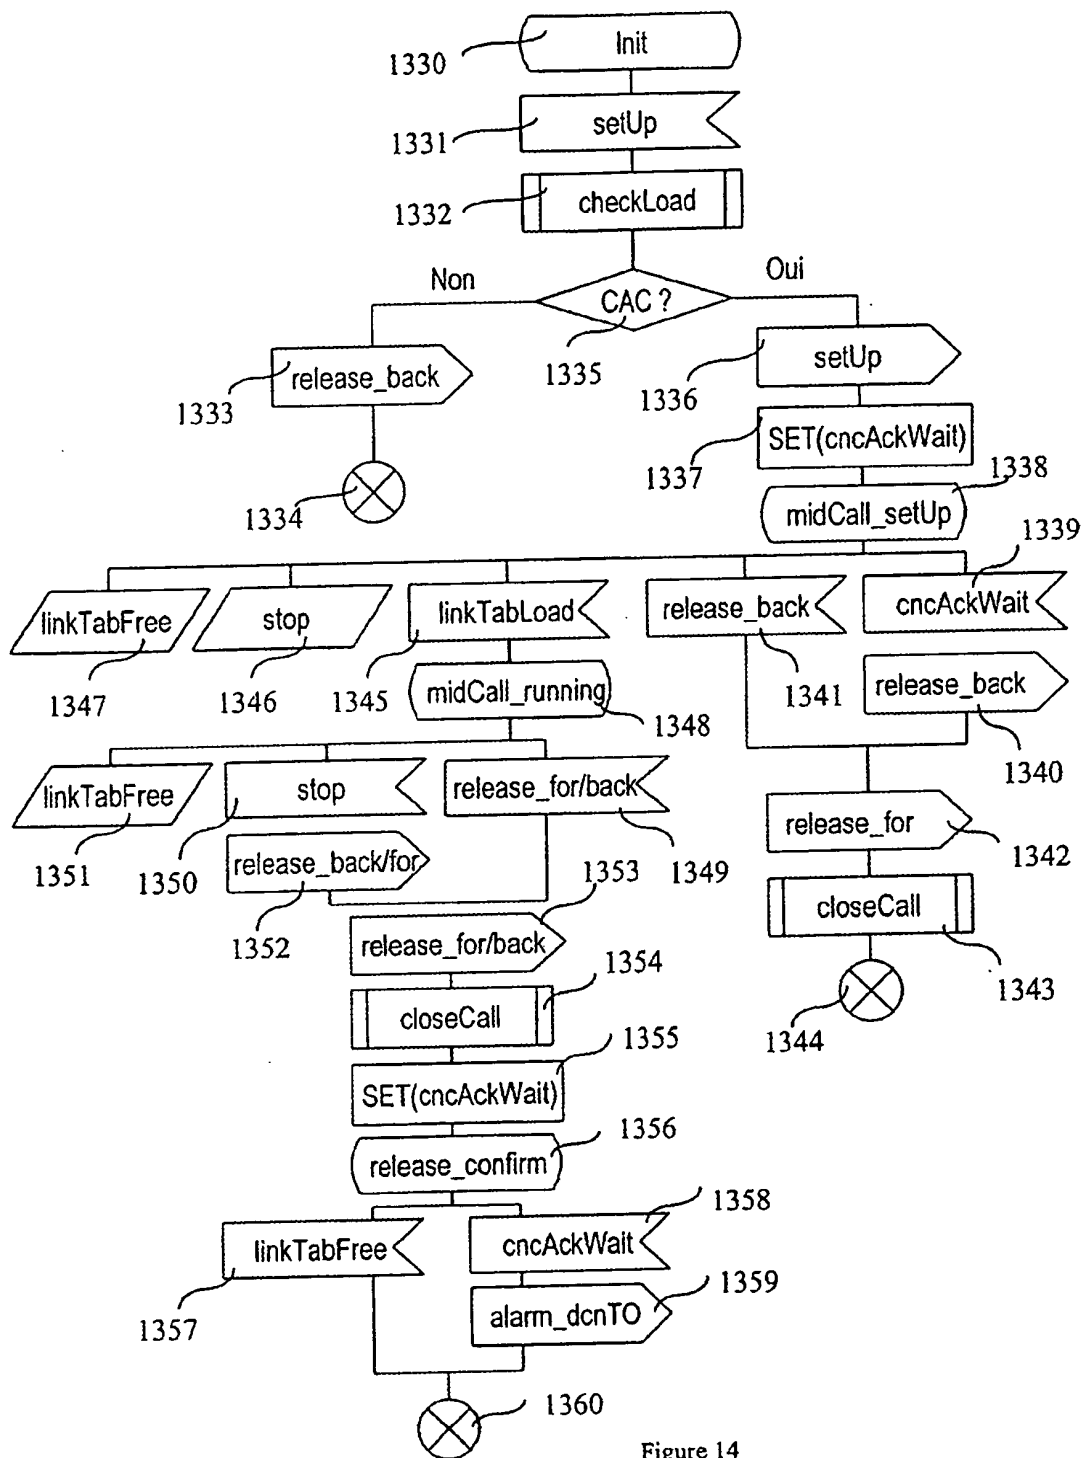 Init
1330
setUp
1331
checkLoad
1332
Non
Oui
CAC ?
1335
release_back
1333
setUp
1336
SET(cncAckWait)
1337
1334
1338
midCall_setUp
1339
linkTabFree
stop
linkTabLoad
release_back
cncAckWait
1347
1346
1345
1341
release_back
1340
midCall_running
1348
linkTabFree
stop
release_for/back
1351
1350
1349
release_back/for
1352
1353
release_for
1342
release_for/back
closeCall
1343
1354
closeCall
1344
1355
SET(cncAckWait)
1356
release_confirm
1358
linkTabFree
cncAckWait
1357
1359
alarm_dcnTO
1360
Figure 14